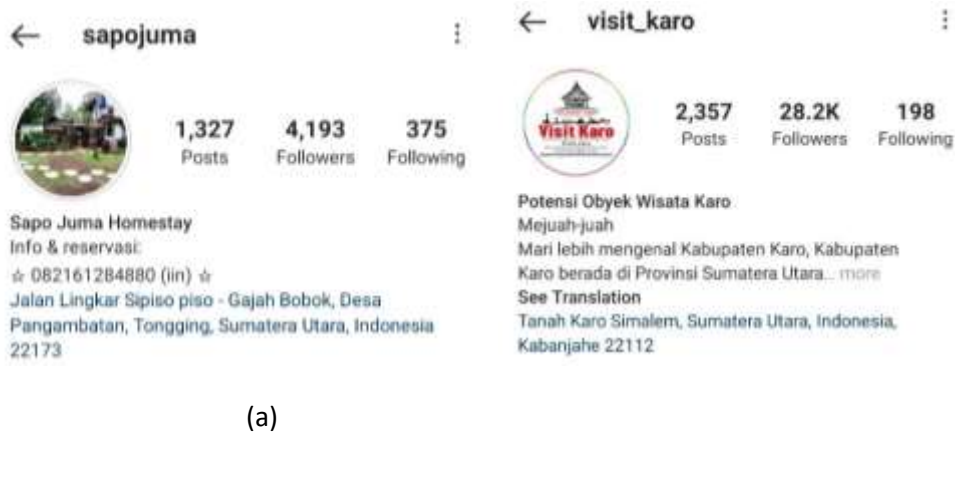 ← sapojuma
1,327 4,193 375
Posts Followers Following
Sapo Juma Homestay
Info & reservasi:
☆ 082161284880 (iin) ☆
Jalan Lingkar Sipiso piso - Gajah Bobok, Desa
Pangambatan, Tongging, Sumatera Utara, Indonesia
22173
← visit_karo
Visit Karo
2,357 28.2K 198
Posts Followers Following
Potensi Obyek Wisata Karo
Mejuah-juah
Mari lebih mengenal Kabupaten Karo, Kabupaten
Karo berada di Provinsi Sumatera Utara... more
See Translation
Tanah Karo Simalem, Sumatera Utara, Indonesia,
Kabanjahe 22112
(a)